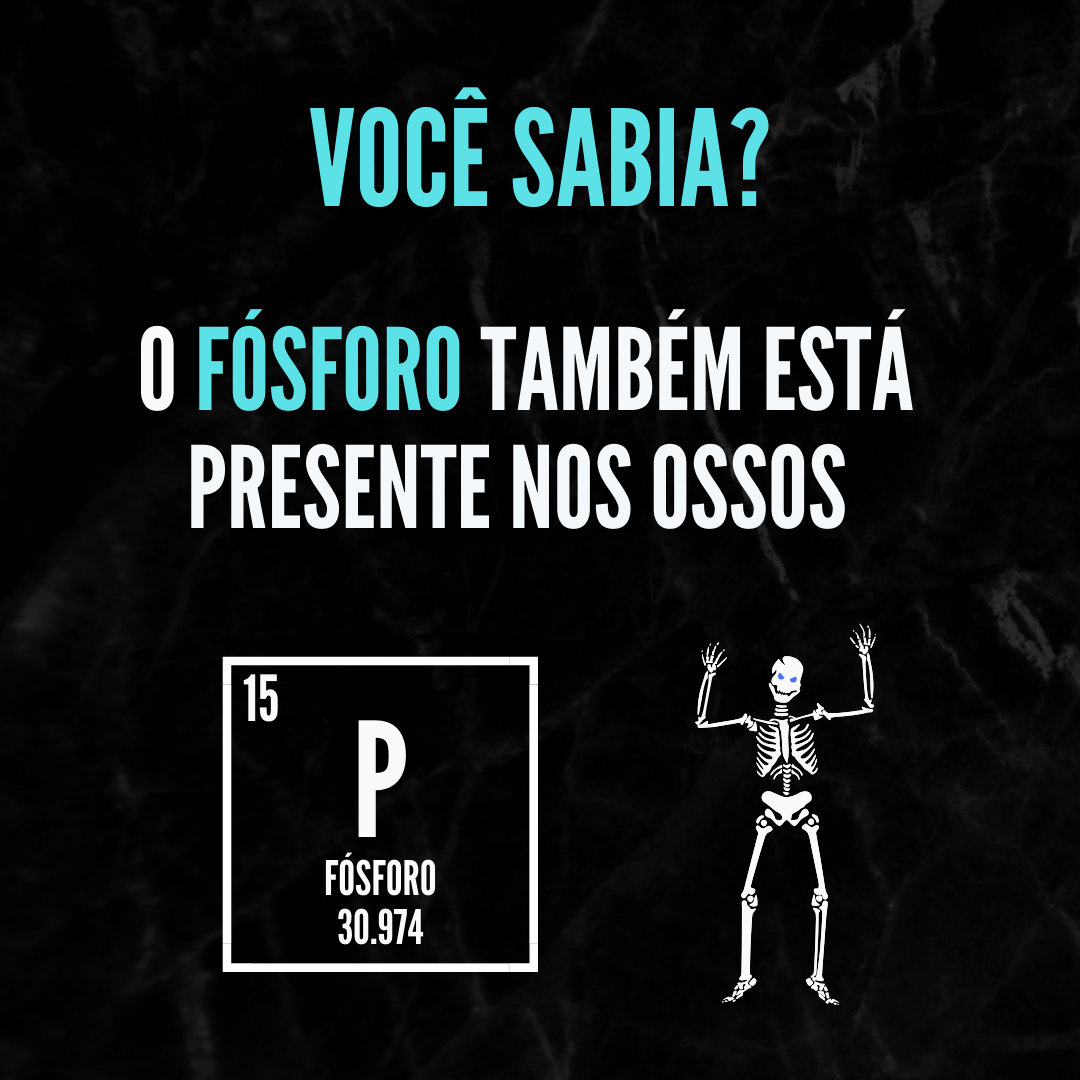 VOCÊ SABIA?
O FÓSFORO TAMBÉM ESTÁ
PRESENTE NOS OSSOS
15
P
FÓSFORO
30.974